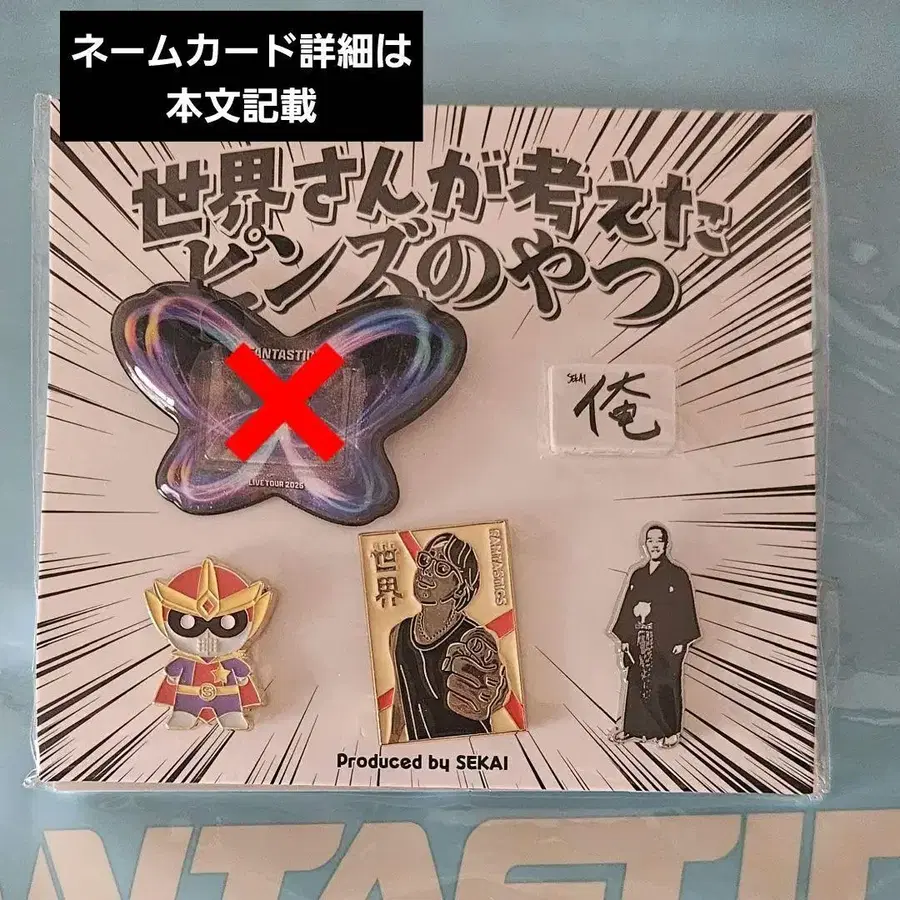 ネームカード詳細は
本文記載
世界さんが考えた
ピンズのやつ
FANTASTIC
LIVE TOUR 2025
SEKAI
俺
世界
FANTASTICS
S
Produced by SEKAI
ANTASTIC